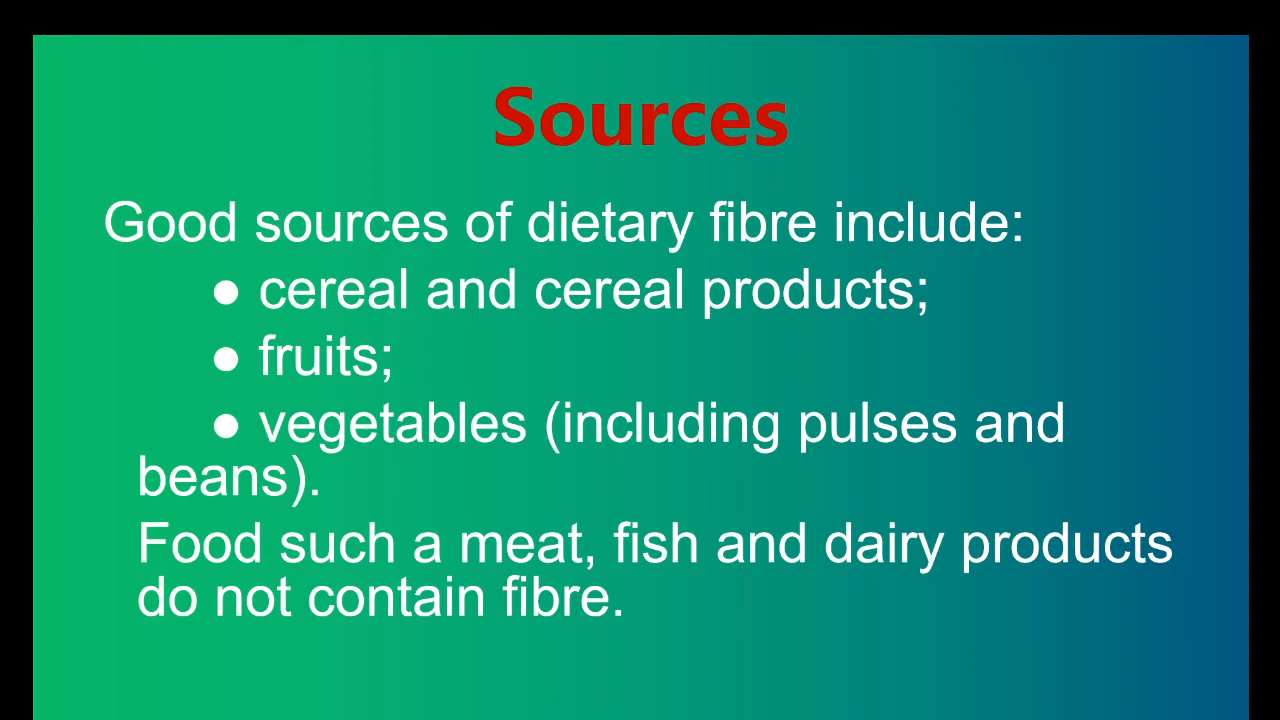 Sources
Good sources of dietary fibre include:
● cereal and cereal products;
● fruits;
● vegetables (including pulses and
beans).
Food such a meat, fish and dairy products
do not contain fibre.